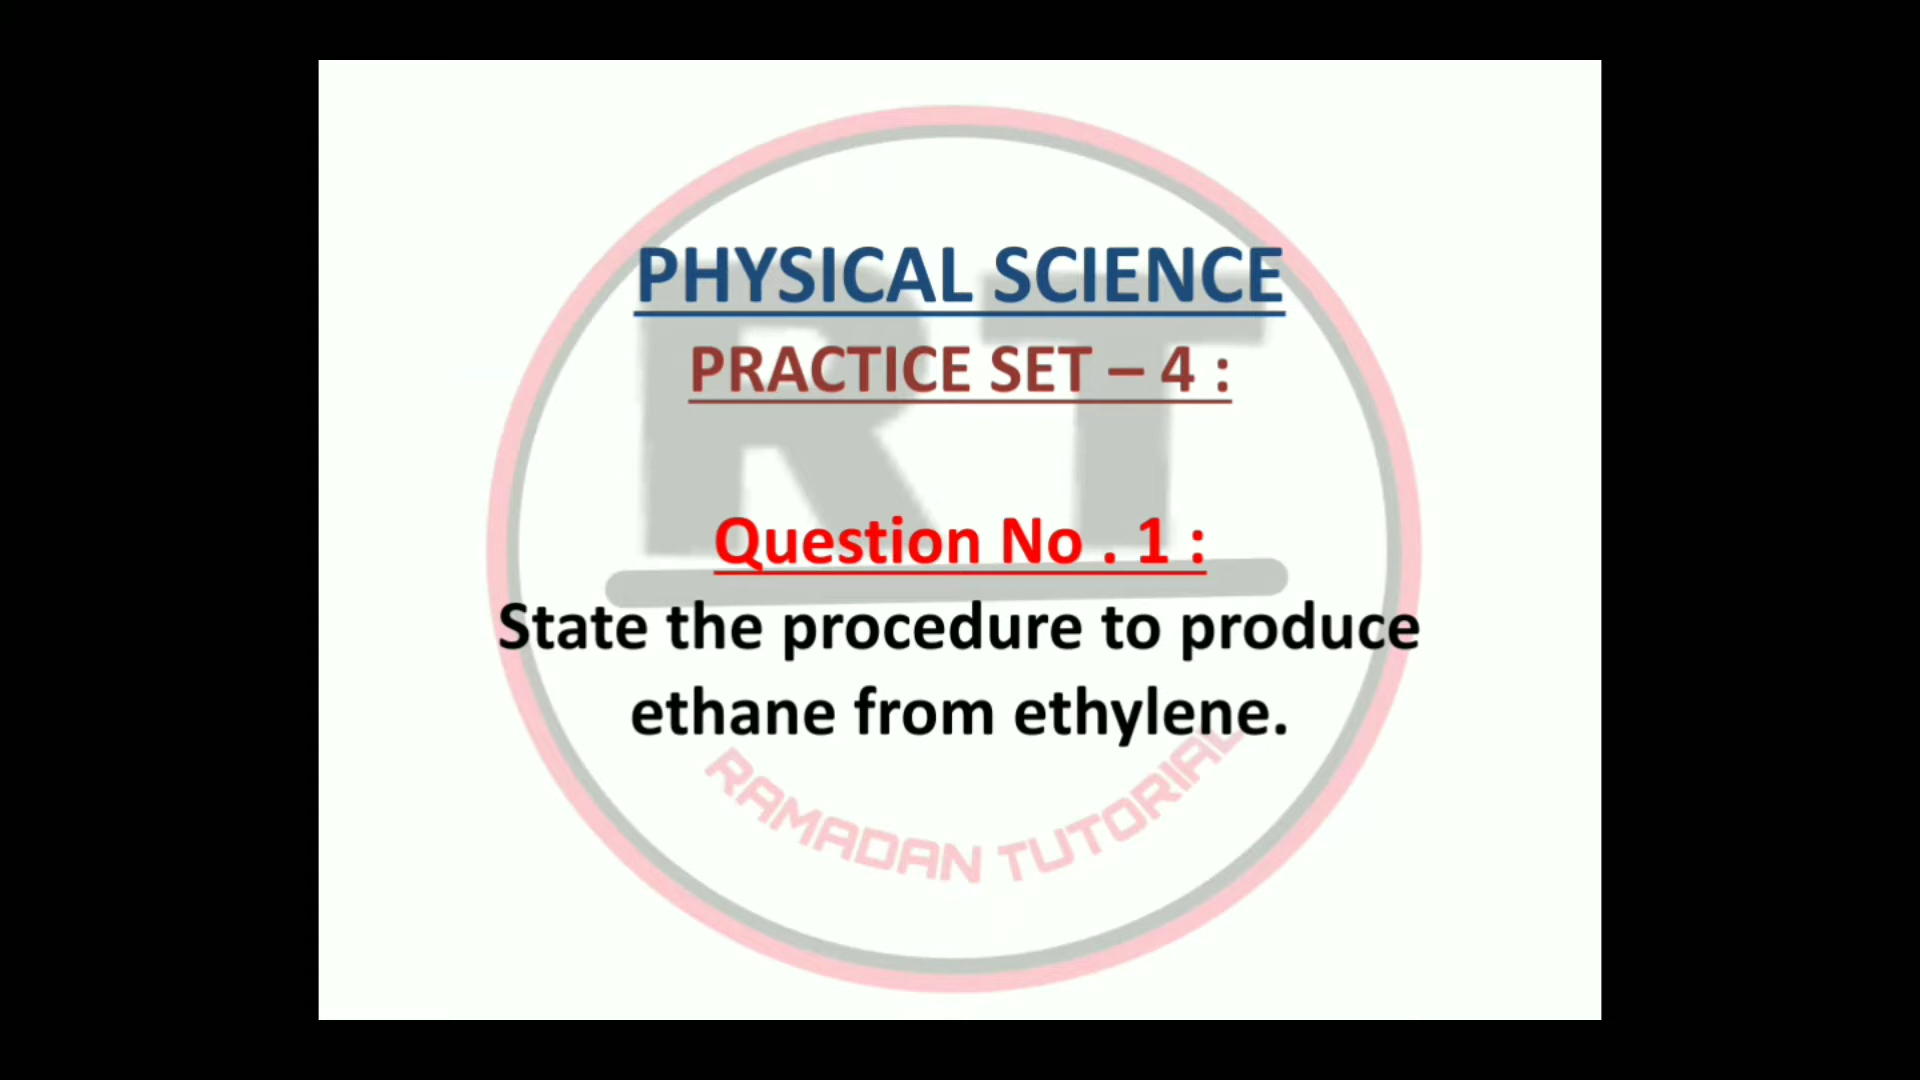 PHYSICAL SCIENCE
PRACTICE SET – 4 :
RT
Question No . 1 :
State the procedure to produce
ethane from ethylene.
RAMADAN TUTORIAL